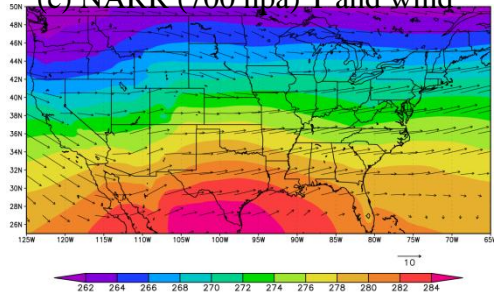 (c) NARR (700 hpa) T and wind
50N
48N
46N
44N
42N
40N
38N
36N
34N
32N
30N
28N
26N
125W 120W 115W 110W 105W 100W 95W 90W 85W 80W 75W 70W 65W
10
262 264 266 268 270 272 274 276 278 280 282 284